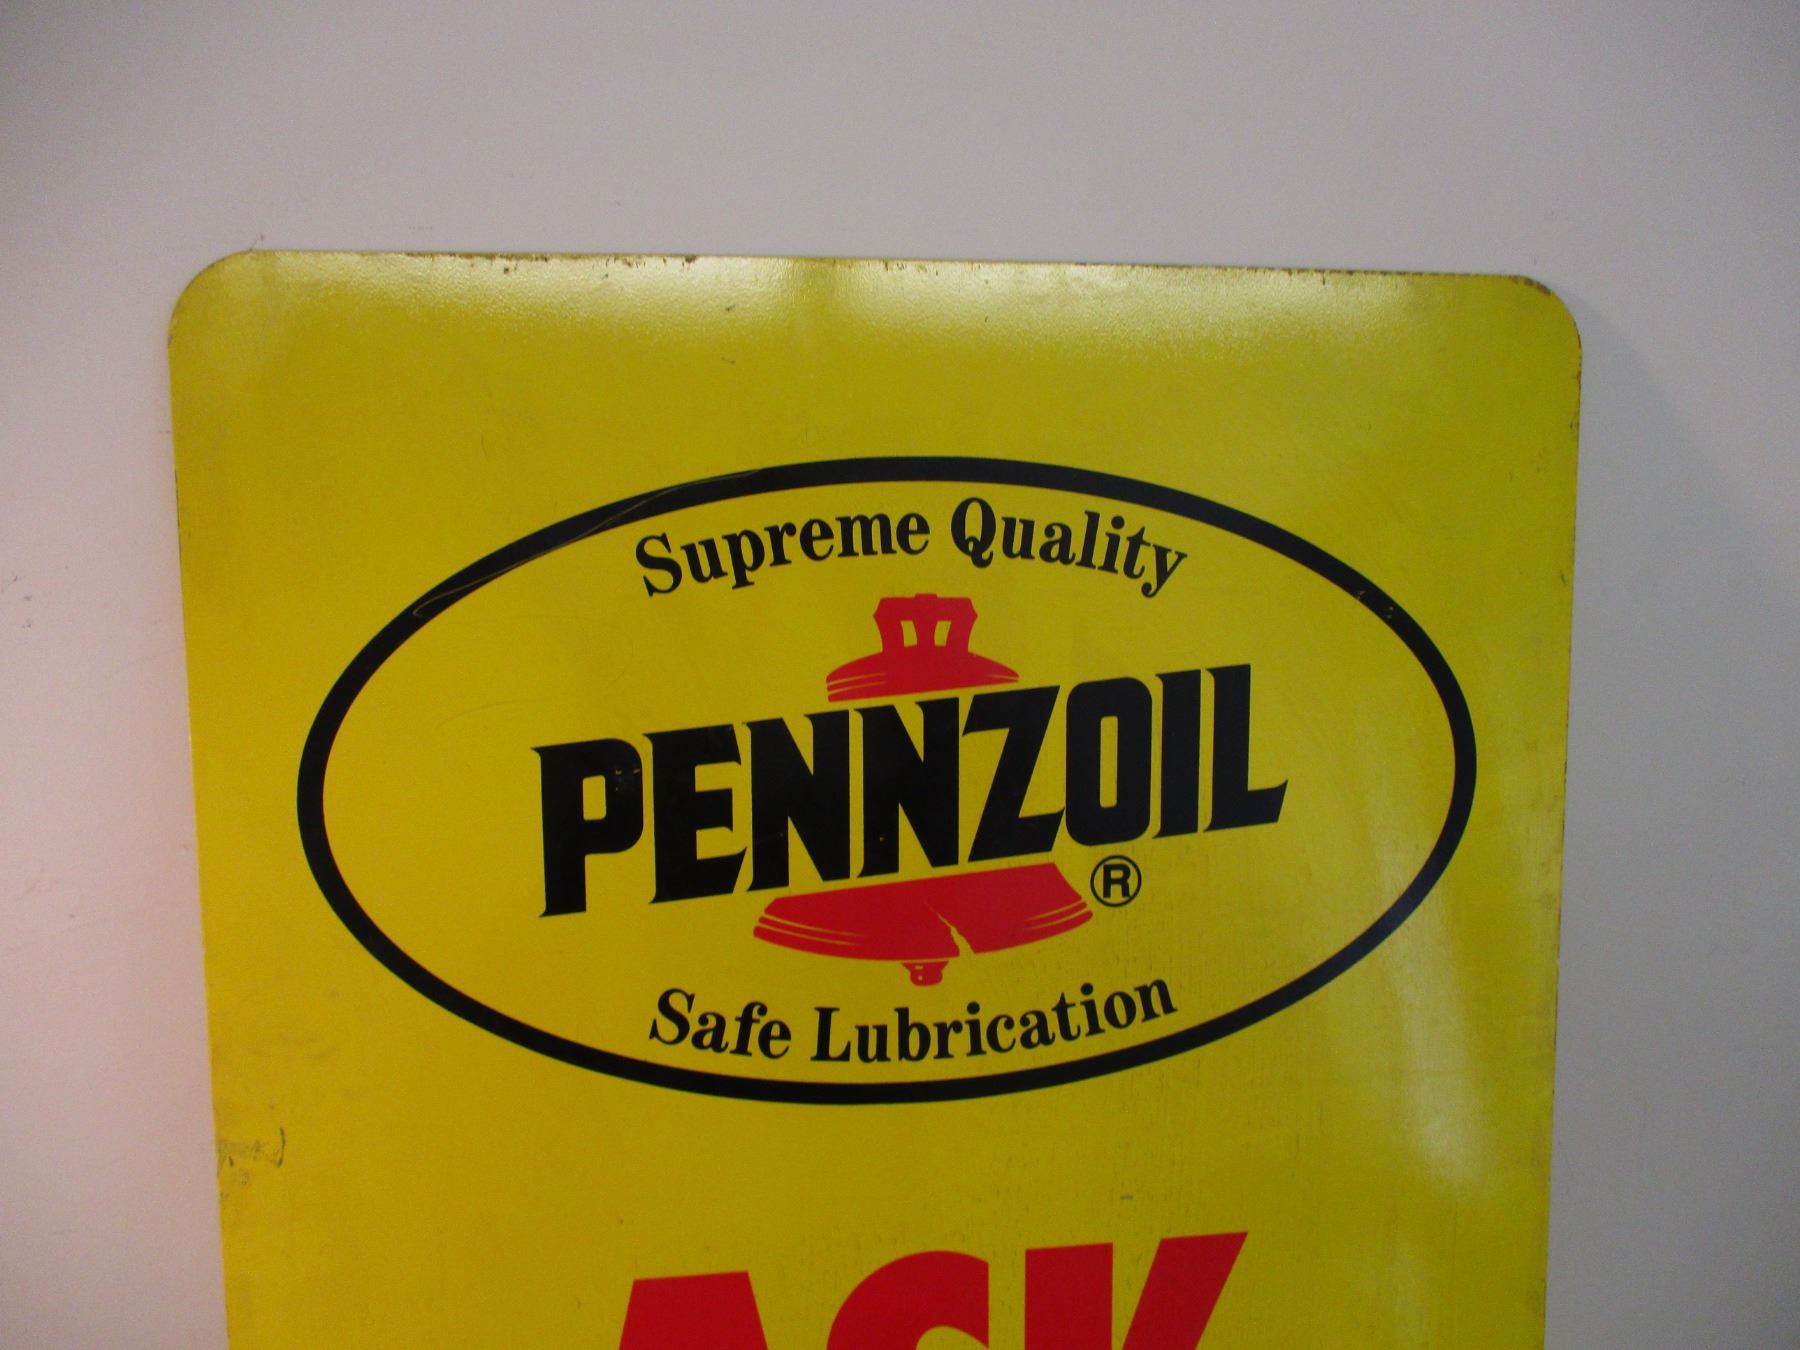 Supreme Quality
PENNZOIL
®
Safe Lubrication
ASK